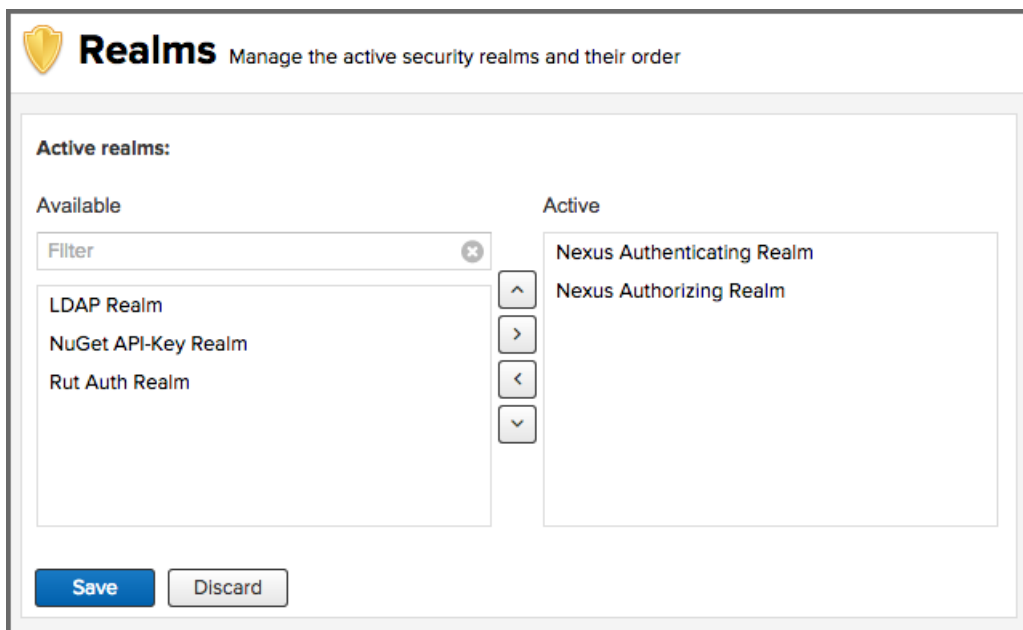 Realms Manage the active security realms and their order
Active realms:
Available
Filter
LDAP Realm
NuGet API-Key Realm
Rut Auth Realm
Active
Nexus Authenticating Realm
Nexus Authorizing Realm
Save
Discard